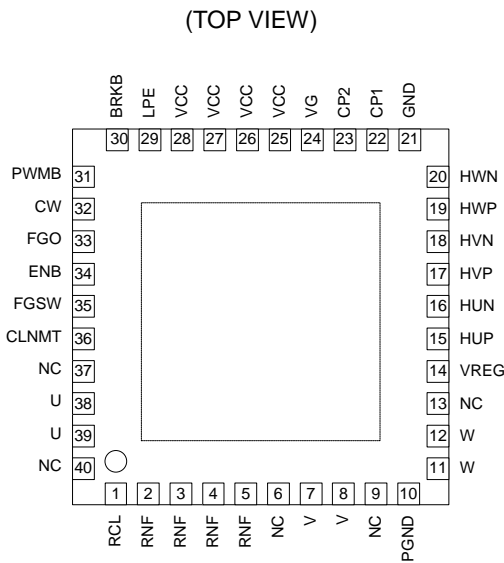 (TOP VIEW)
BRKB LPE VCC VCC VCC VCC VG CP2 CP1 GND
30 29 28 27 26 25 24 23 22 21
PWMB 31 20 HWN
CW 32 19 HWP
FGO 33 18 HVN
ENB 34 17 HVP
FGSW 35 16 HUN
CLNMT 36 15 HUP
NC 37 14 VREG
U 38 13 NC
U 39 12 W
NC 40 11 W
1 2 3 4 5 6 7 8 9 10
RCL RNF RNF RNF RNF NC V V NC PGND